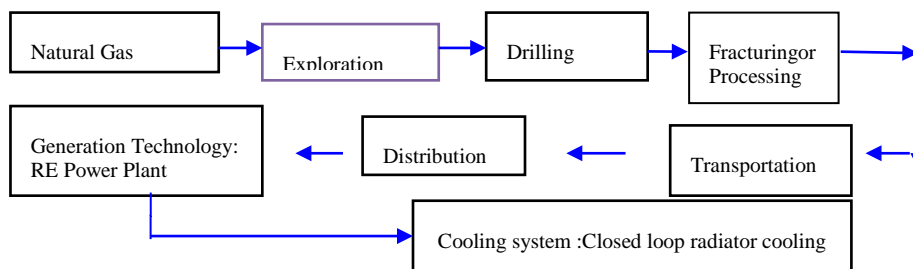 Natural Gas
Exploration
Drilling
Fracturingor
Processing
Generation Technology:
RE Power Plant
Distribution
Transportation
Cooling system :Closed loop radiator cooling